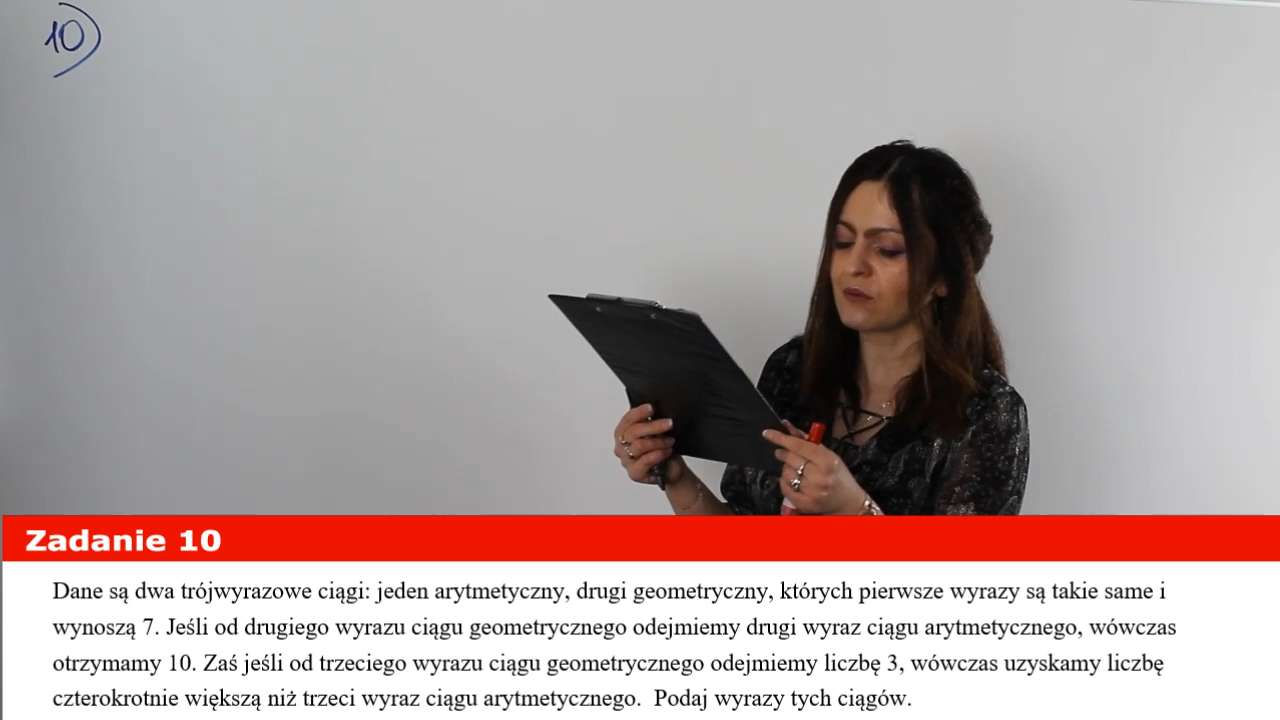 10)
Zadanie 10
Dane są dwa trójwyrazowe ciągi: jeden arytmetyczny, drugi geometryczny, których pierwsze wyrazy są takie same i
wynoszą 7. Jeśli od drugiego wyrazu ciągu geometrycznego odejmiemy drugi wyraz ciągu arytmetycznego, wówczas
otrzymamy 10. Zaś jeśli od trzeciego wyrazu ciągu geometrycznego odejmiemy liczbę 3, wówczas uzyskamy liczbę
czterokrotnie większą niż trzeci wyraz ciągu arytmetycznego. Podaj wyrazy tych ciągów.